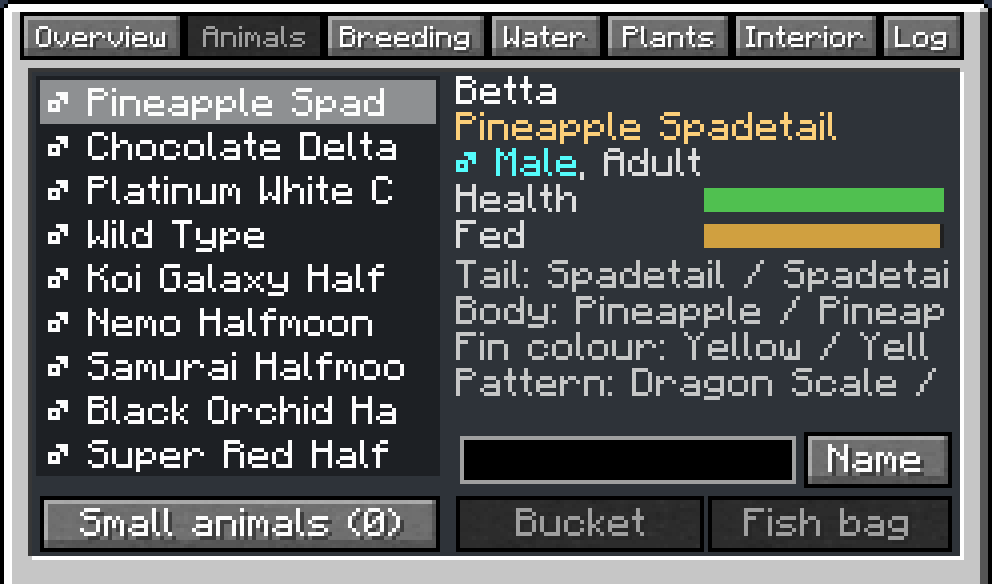 Overview Animals Breeding Water Plants Interior Log
♂ Pineapple Spad
♂ Chocolate Delta
♂ Platinum White C
♂ Wild Type
♂ Koi Galaxy Half
♂ Nemo Halfmoon
♂ Samurai Halfmoo
♂ Black Orchid Ha
♂ Super Red Half
Small animals (0)
Betta
Pineapple Spadetail
♂ Male, Adult
Health
Fed
Tail: Spadetail / Spadetai
Body: Pineapple / Pineap
Fin colour: Yellow / Yell
Pattern: Dragon Scale /
Name
Bucket Fish bag